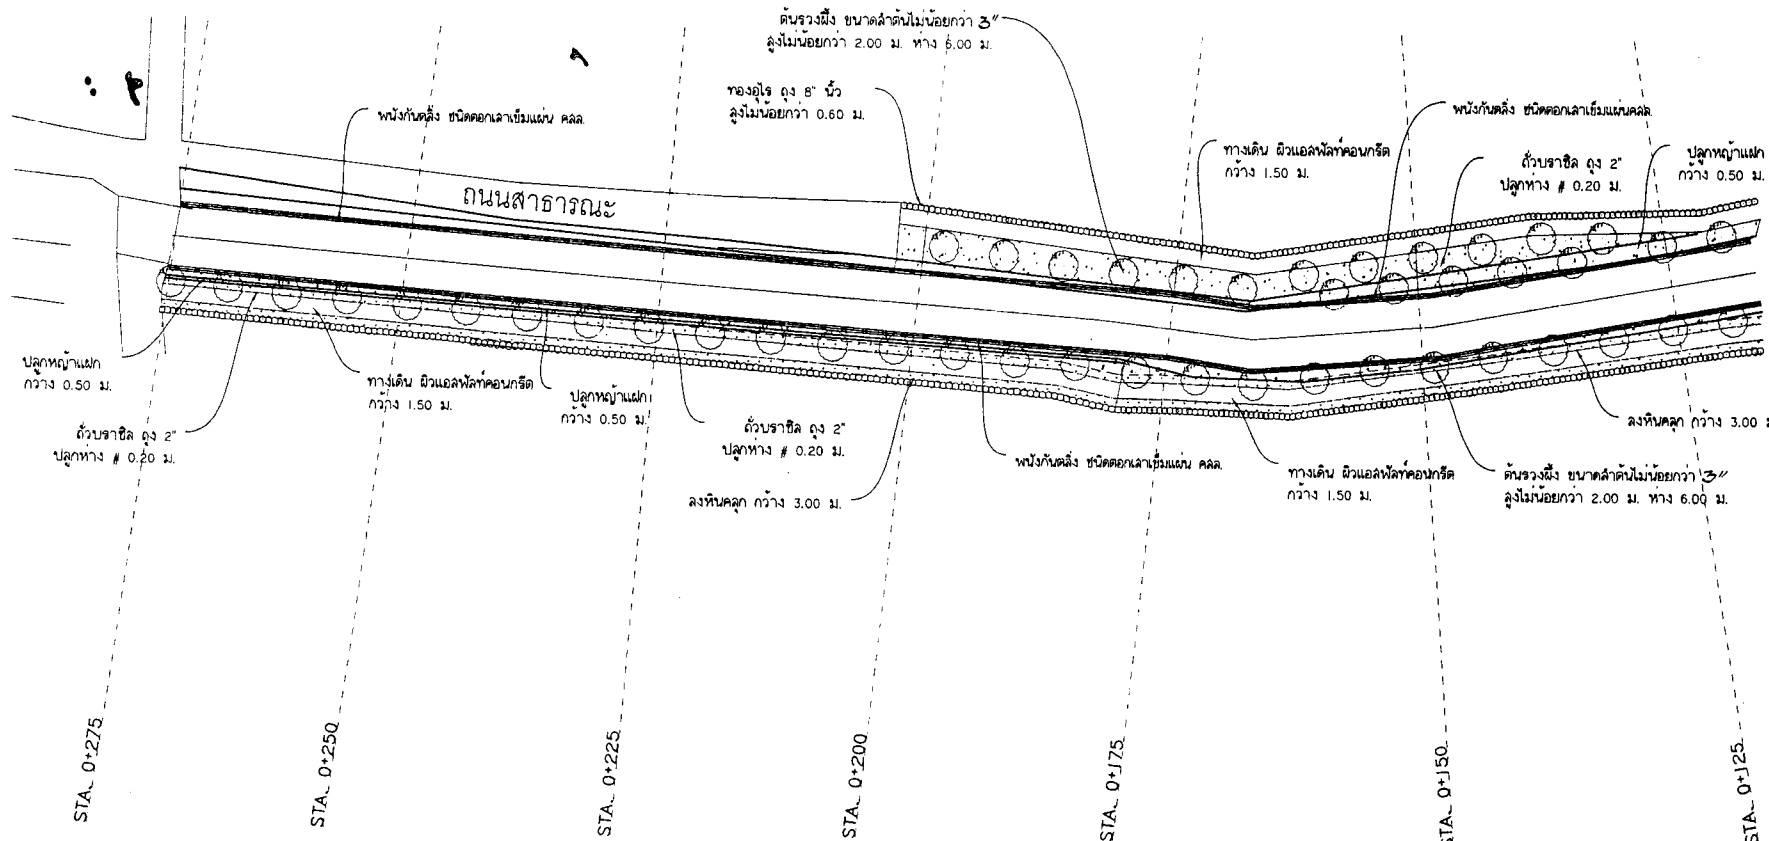 ต้นรวงผึ้ง ขนาดลำต้นไม่น้อยกว่า 3"
สูงไม่น้อยกว่า 2.00 ม. ห่าง 6.00 ม.
ทองอุไร ถุง 8" นิ้ว
สูงไม่น้อยกว่า 0.60 ม.
พนังกันตลิ่ง ชนิดตอกเสาเข็มแผ่น คสล.
พนังกันตลิ่ง ชนิดตอกเสาเข็มแผ่นคสล.
ทางเดิน ผิวแอสฟัลท์คอนกรีต
กว้าง 1.50 ม.
ถั่วบราซิล ถุง 2"
ปลูกห่าง # 0.20 ม.
ปลูกหญ้าแฝก
กว้าง 0.50 ม.
ถนนสาธารณะ
ปลูกหญ้าแฝก
กว้าง 0.50 ม.
ถั่วบราซิล ถุง 2"
ปลูกห่าง # 0.20 ม.
ทางเดิน ผิวแอสฟัลท์คอนกรีต
กว้าง 1.50 ม.
ปลูกหญ้าแฝก
กว้าง 0.50 ม.
ถั่วบราซิล ถุง 2"
ปลูกห่าง # 0.20 ม.
ลงหินคลุก กว้าง 3.00 ม.
พนังกันตลิ่ง ชนิดตอกเสาเข็มแผ่น คสล.
ทางเดิน ผิวแอสฟัลท์คอนกรีต
กว้าง 1.50 ม.
ต้นรวงผึ้ง ขนาดลำต้นไม่น้อยกว่า 3"
สูงไม่น้อยกว่า 2.00 ม. ห่าง 6.00 ม.
ลงหินคลุก กว้าง 3.00 ม
STA. 0+275
STA. 0+250
STA. 0+225
STA. 0+200
STA. 0+175
STA. 0+150
STA. 0+125